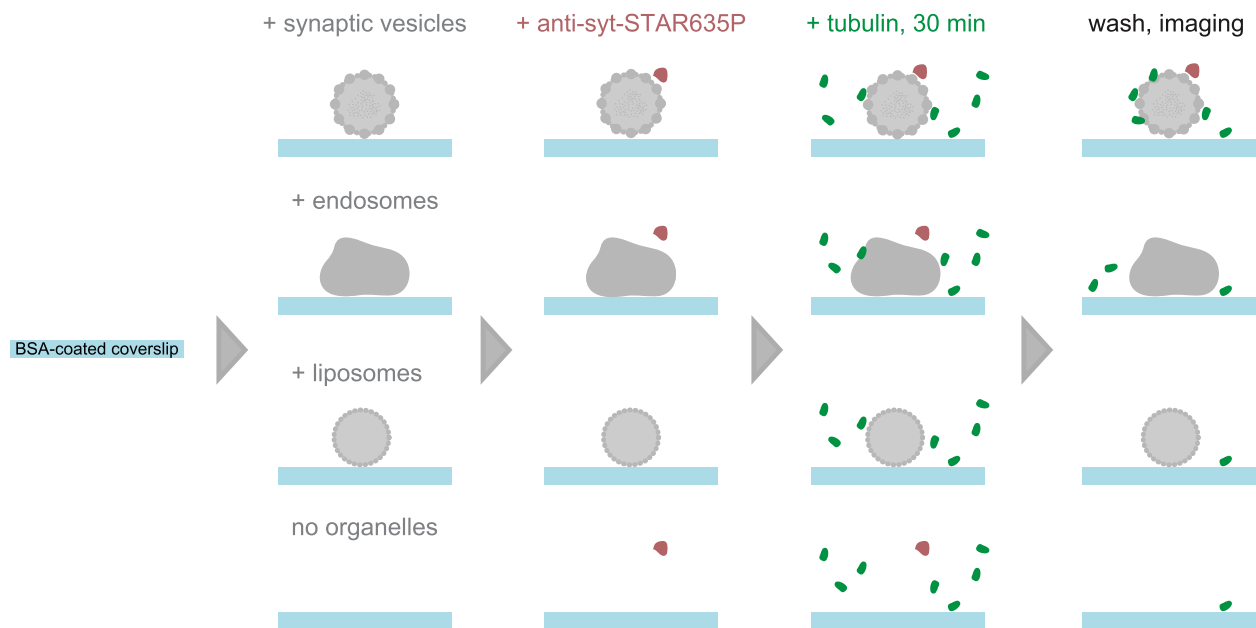 + synaptic vesicles
+ anti-syt-STAR635P
+ tubulin, 30 min
wash, imaging
+ endosomes
BSA-coated coverslip
+ liposomes
no organelles